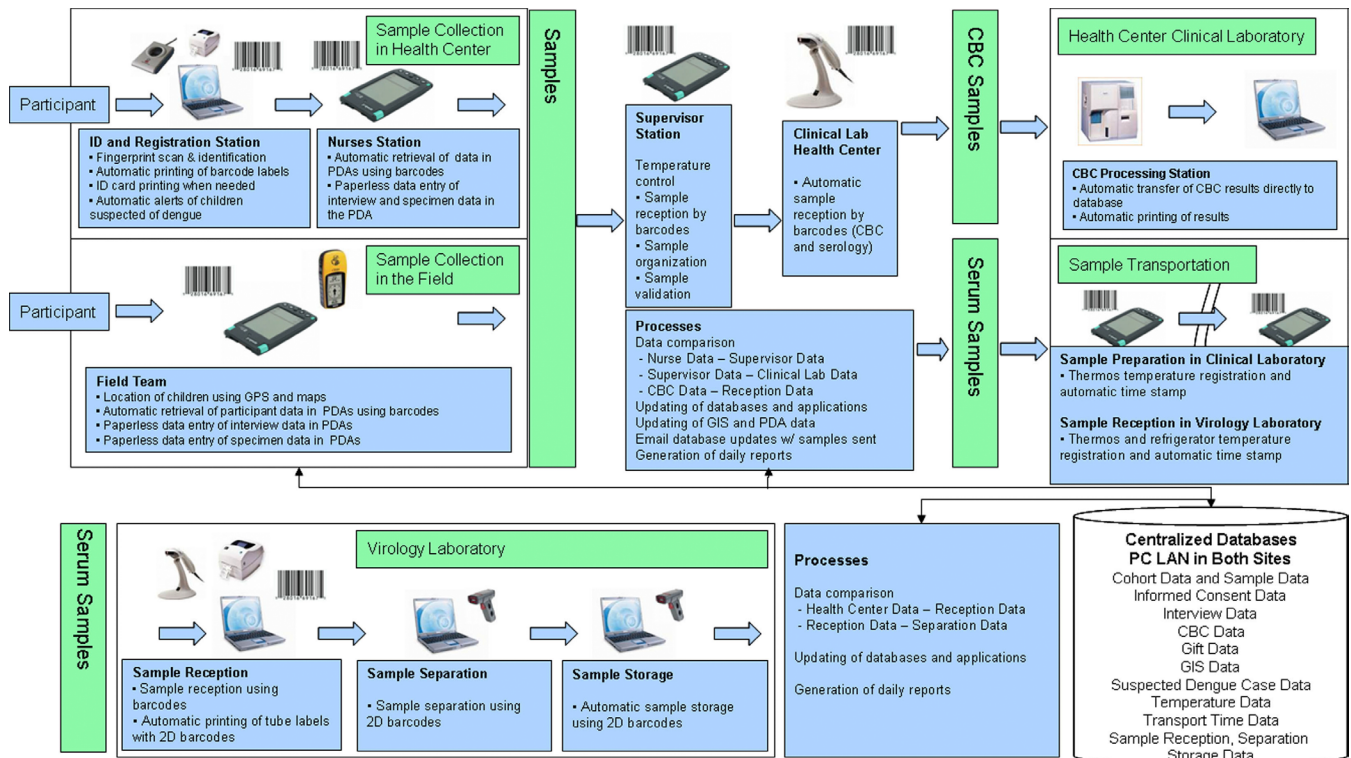 Sample Collection
in Health Center
Participant
ID and Registration Station
▪ Fingerprint scan & identification
▪ Automatic printing of barcode labels
▪ ID card printing when needed
▪ Automatic alerts of children
suspected of dengue
Nurses Station
▪ Automatic retrieval of data in
PDAs using barcodes
▪ Paperless data entry of
interview and specimen data in
the PDA
Sample Collection
in the Field
Participant
Field Team
▪ Location of children using GPS and maps
▪ Automatic retrieval of participant data in PDAs using barcodes
▪ Paperless data entry of interview data in PDAs
▪ Paperless data entry of specimen data in PDAs
Samples
Supervisor
Station
Temperature
control
▪ Sample
reception by
barcodes
▪ Sample
organization
▪ Sample
validation
Clinical Lab
Health Center
▪ Automatic
sample
reception by
barcodes (CBC
and serology)
Processes
Data comparison
- Nurse Data – Supervisor Data
- Supervisor Data – Clinical Lab Data
- CBC Data – Reception Data
Updating of databases and applications
Updating of GIS and PDA data
Email database updates w/ samples sent
Generation of daily reports
CBC Samples
Serum Samples
Health Center Clinical Laboratory
CBC Processing Station
▪ Automatic transfer of CBC results directly to
database
▪ Automatic printing of results
Sample Transportation
Sample Preparation in Clinical Laboratory
▪ Thermos temperature registration and
automatic time stamp
Sample Reception in Virology Laboratory
▪ Thermos and refrigerator temperature
registration and automatic time stamp
Serum Samples
Virology Laboratory
Sample Reception
▪ Sample reception using
barcodes
▪ Automatic printing of tube labels
with 2D barcodes
Sample Separation
▪ Sample separation using
2D barcodes
Sample Storage
▪ Automatic sample storage
using 2D barcodes
Processes
Data comparison
- Health Center Data – Reception Data
- Reception Data – Separation Data
Updating of databases and applications
Generation of daily reports
Centralized Databases
PC LAN in Both Sites
Cohort Data and Sample Data
Informed Consent Data
Interview Data
CBC Data
Gift Data
GIS Data
Suspected Dengue Case Data
Temperature Data
Transport Time Data
Sample Reception, Separation
Storage Data